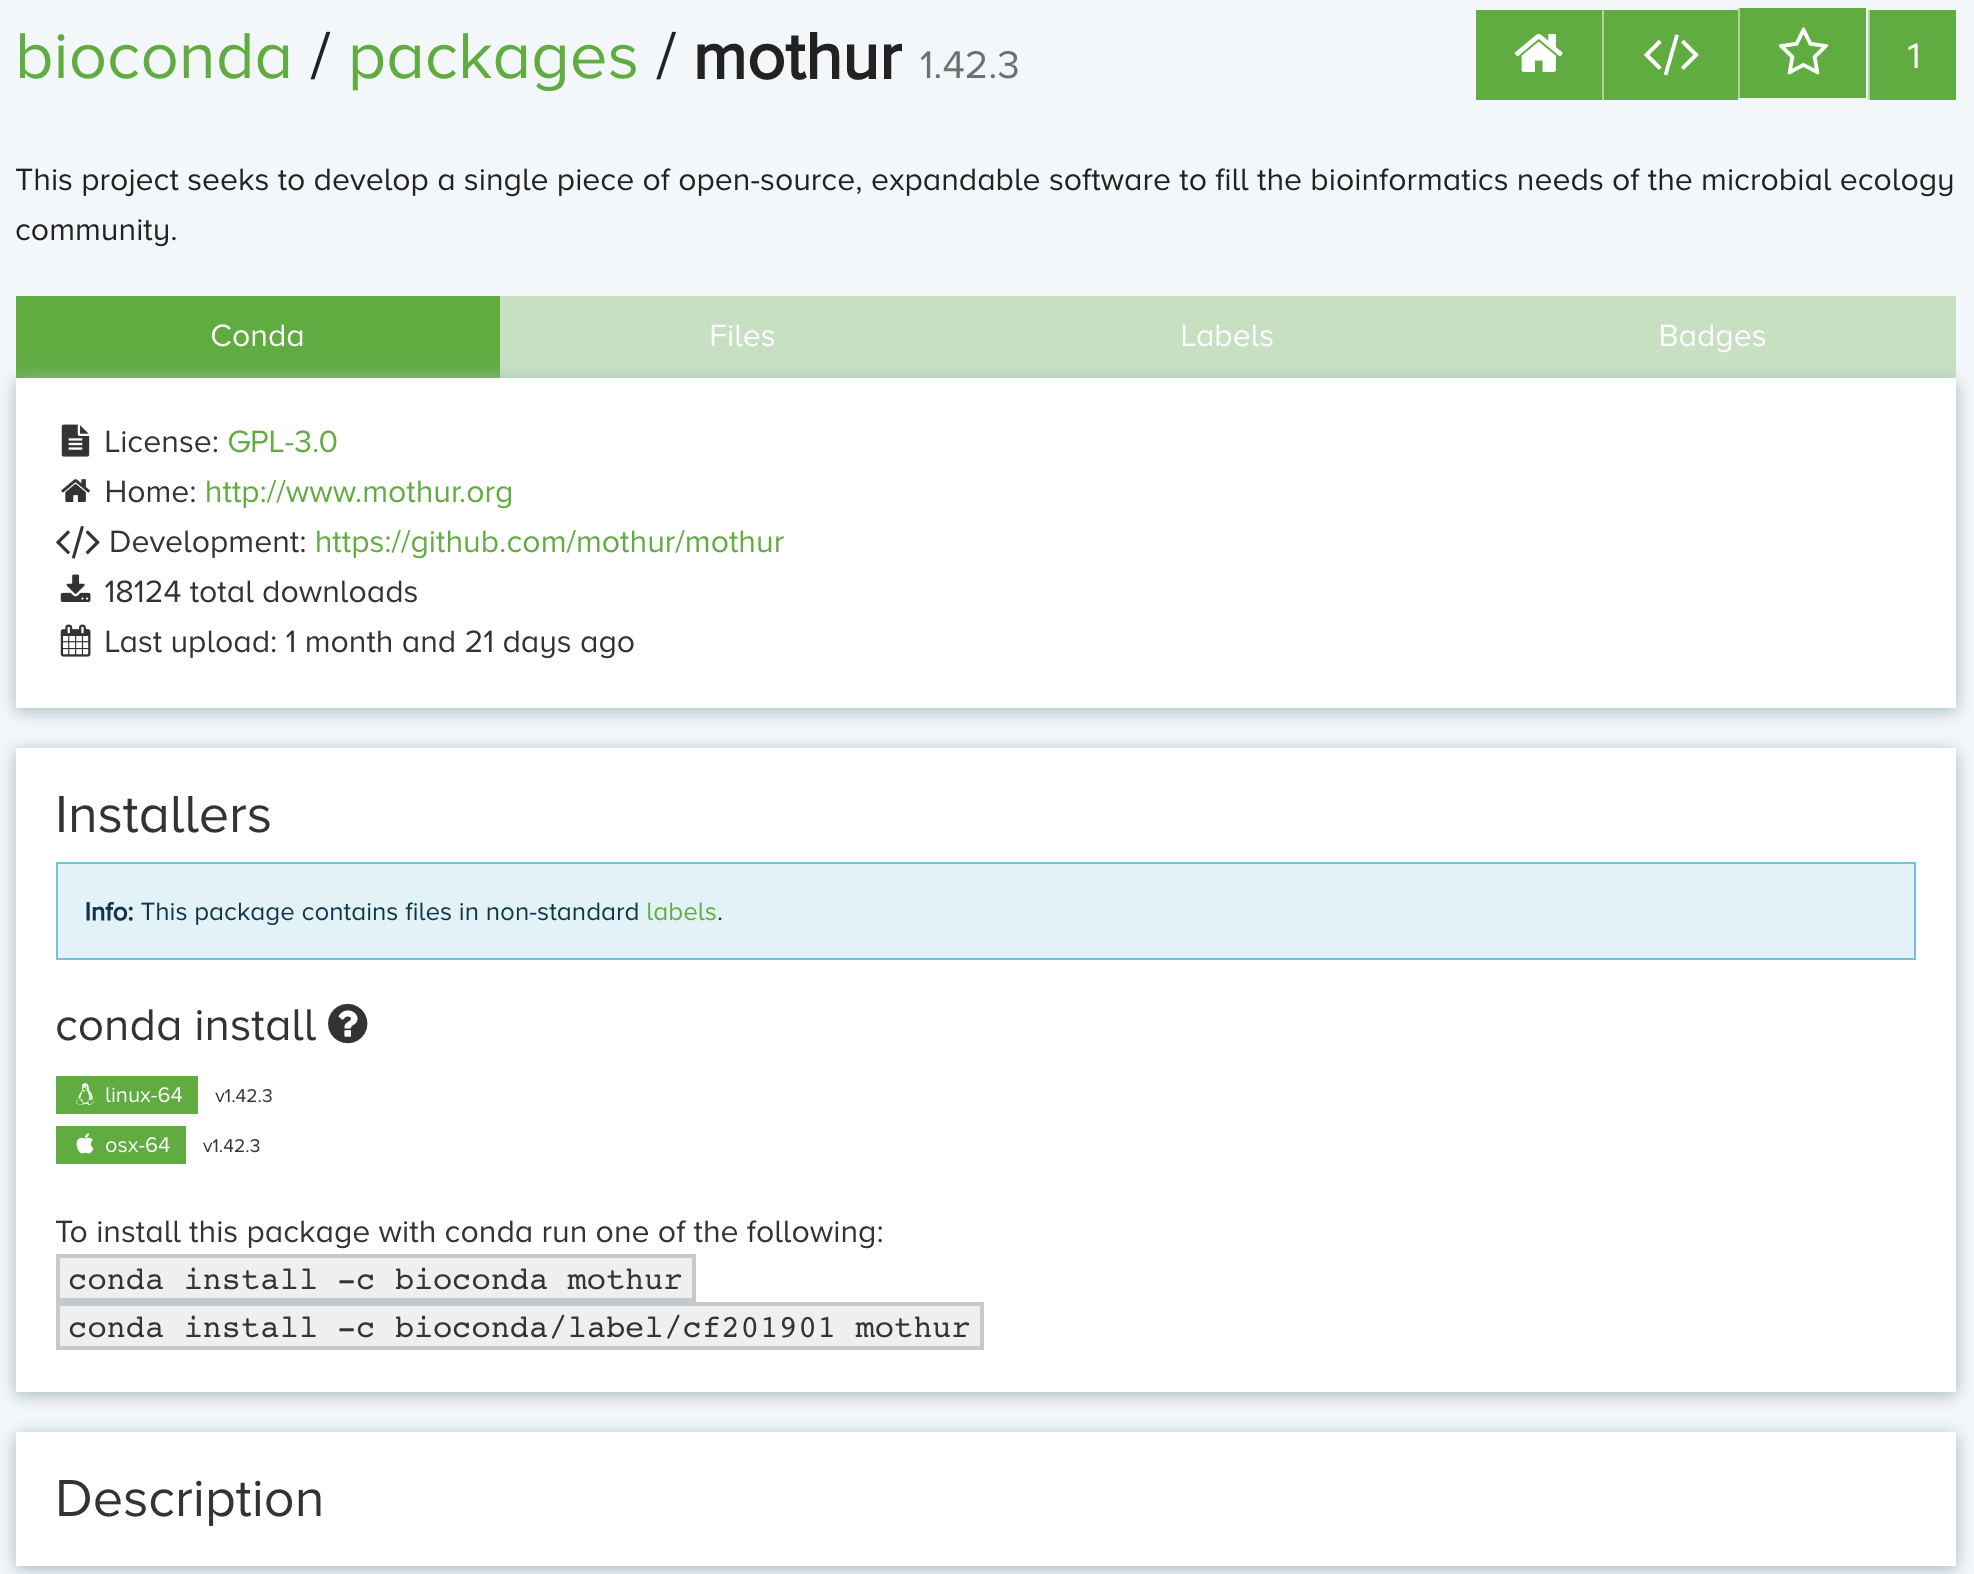 bioconda / packages / mothur 1.42.3
1
This project seeks to develop a single piece of open-source, expandable software to fill the bioinformatics needs of the microbial ecology
community.
Conda Files Labels Badges
License: GPL-3.0
Home: http://www.mothur.org
</> Development: https://github.com/mothur/mothur
18124 total downloads
Last upload: 1 month and 21 days ago
Installers
Info: This package contains files in non-standard labels.
conda install ?
linux-64 v1.42.3
osx-64 v1.42.3
To install this package with conda run one of the following:
conda install -c bioconda mothur
conda install -c bioconda/label/cf201901 mothur
Description